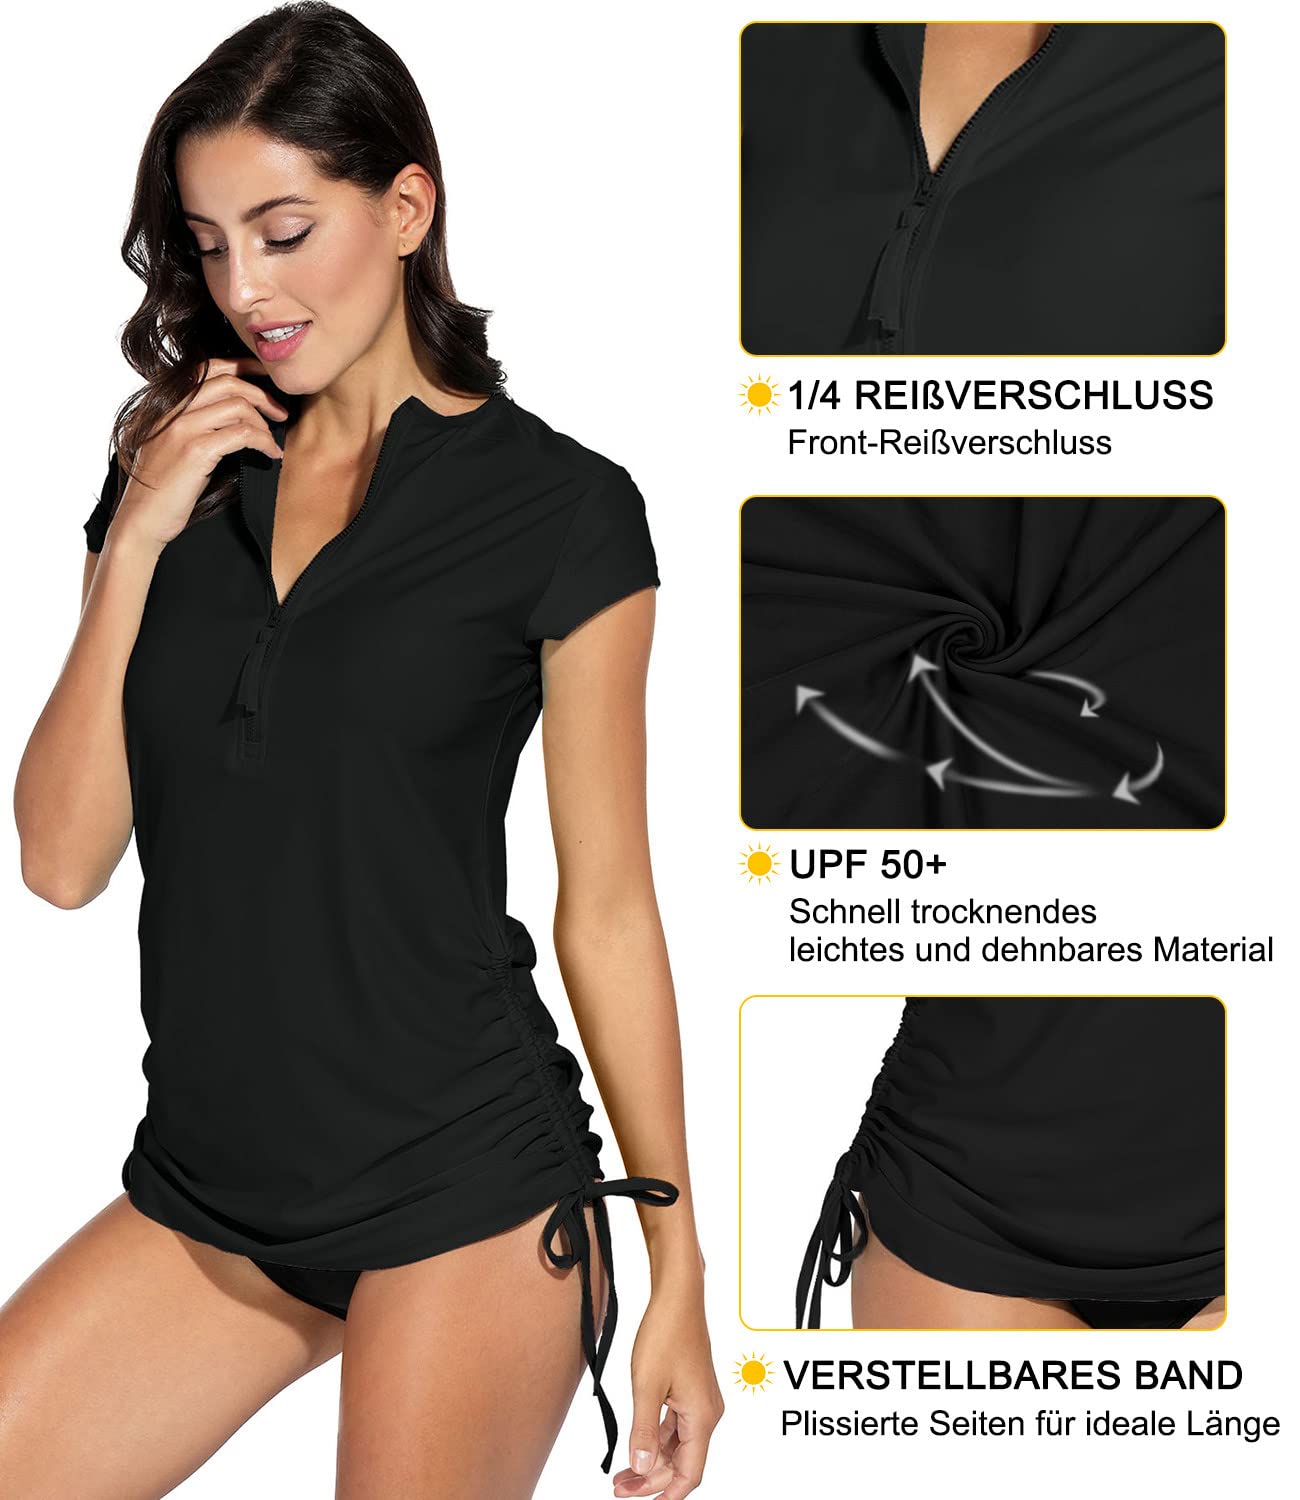 1/4 REIßVERSCHLUSS
Front-Reißverschluss
UPF 50+
Schnell trocknendes
leichtes und dehnbares Material
VERSTELLBARES BAND
Plissierte Seiten für ideale Länge